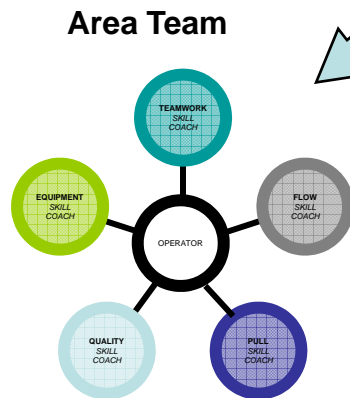 Area Team
TEAMWORK
SKILL
COACH
EQUIPMENT
SKILL
COACH
FLOW
SKILL
COACH
OPERATOR
QUALITY
SKILL
COACH
PULL
SKILL
COACH